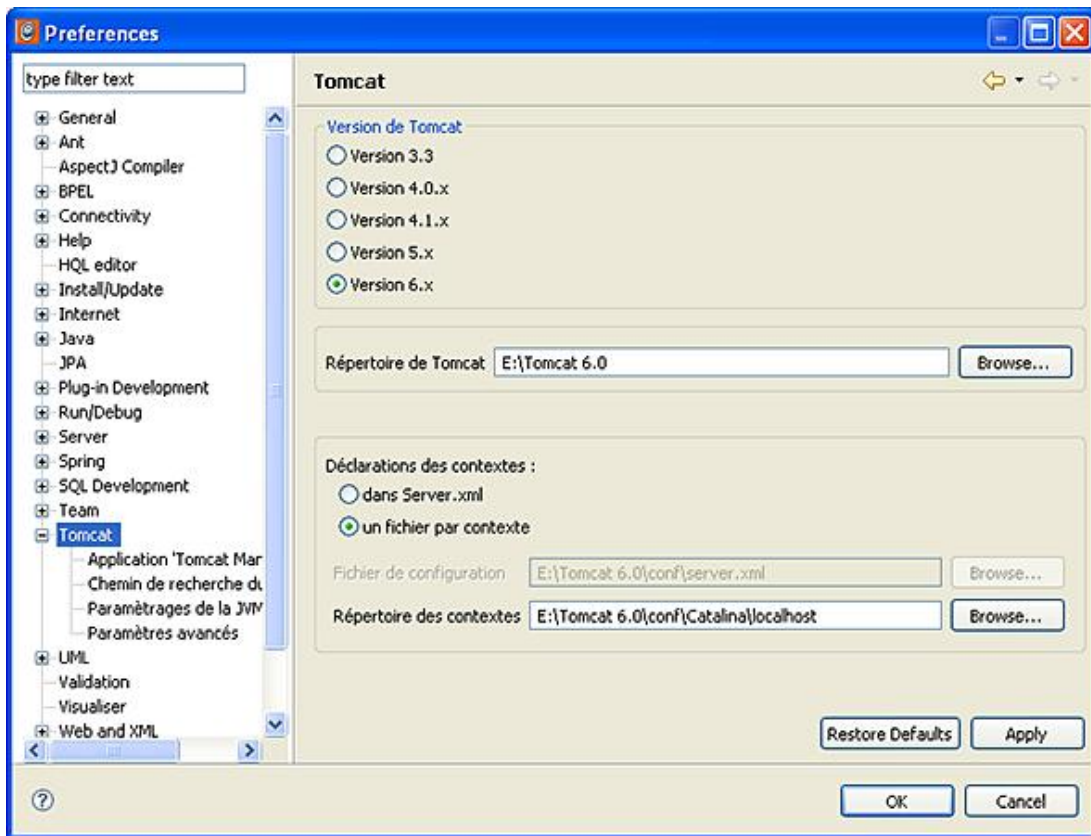 Preferences
type filter text
General
Ant
AspectJ Compiler
BPEL
Connectivity
Help
HQL editor
Install/Update
Internet
Java
JPA
Plug-in Development
Run/Debug
Server
Spring
SQL Development
Team
Tomcat
Application 'Tomcat Mar
Chemin de recherche du
Paramètrages de la JVM
Paramètres avancés
UML
Validation
Visualiser
Web and XML
Tomcat
Version de Tomcat
Version 3.3
Version 4.0.x
Version 4.1.x
Version 5.x
Version 6.x
Répertoire de Tomcat E:\Tomcat 6.0 Browse...
Déclarations des contextes :
dans Server.xml
un fichier par contexte
Fichier de configuration E:\Tomcat 6.0\conf\server.xml Browse...
Répertoire des contextes E:\Tomcat 6.0\conf\Catalina\localhost Browse...
Restore Defaults Apply
? OK Cancel